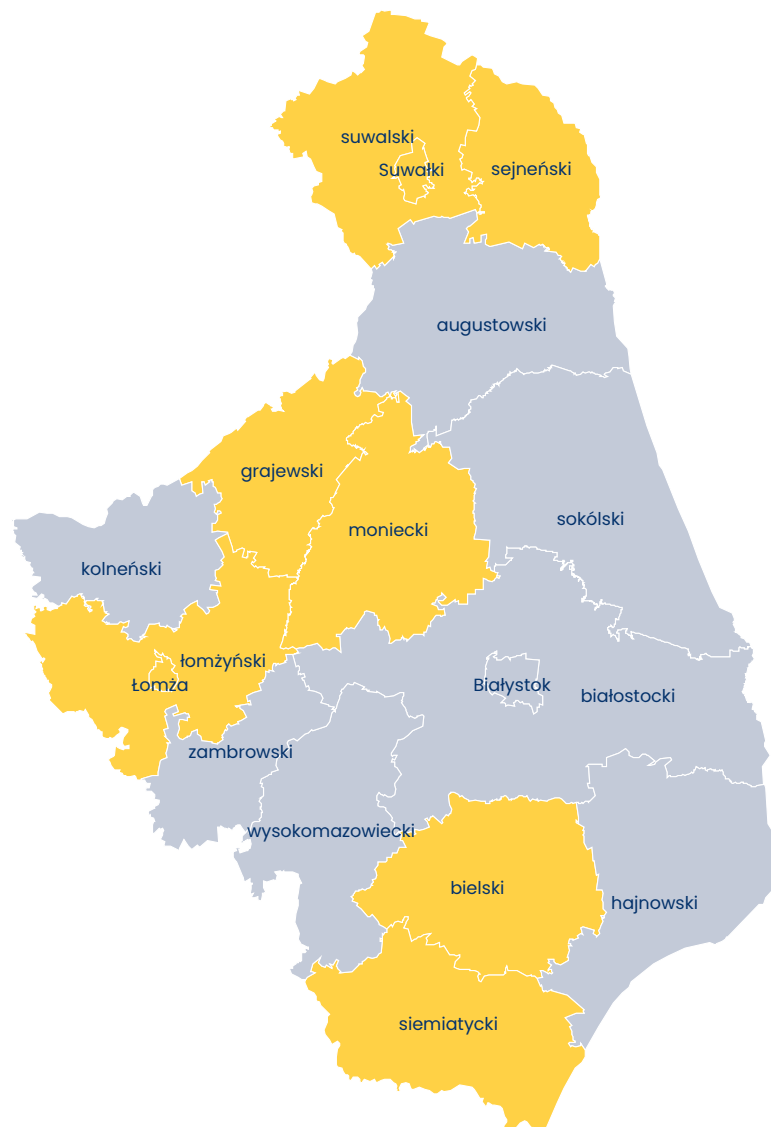 suwalski
Suwałki
sejneński
augustowski
grajewski
sokólski
moniecki
kolneński
łomżyński
Łomża
Białystok
białostocki
zambrowski
wysokomazowiecki
bielski
hajnowski
siemiatycki